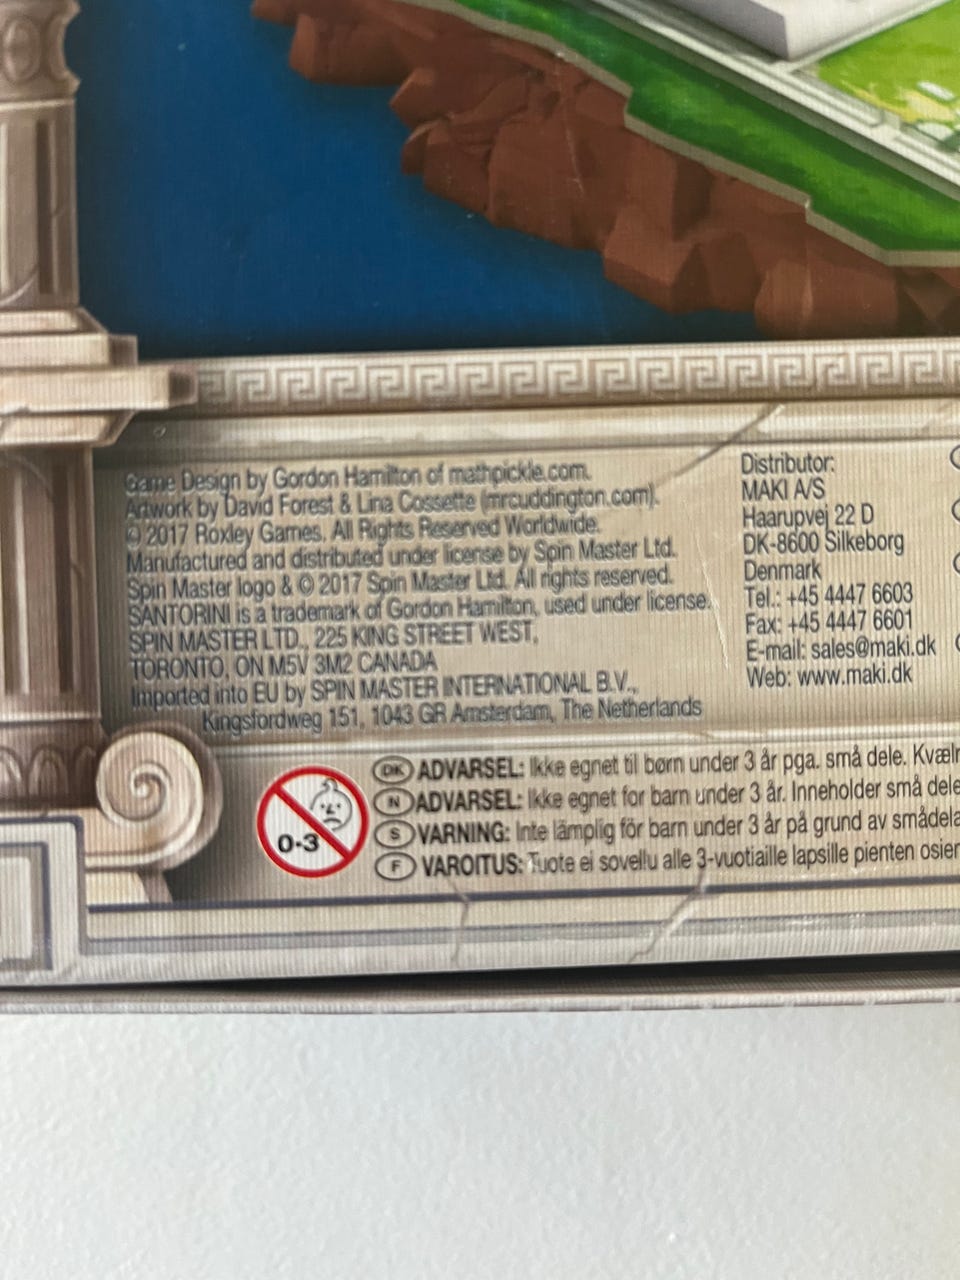 Game Design by Gordon Hamilton of mathpickle.com.
Artwork by David Forest & Lina Cossette (mrcuddington.com).
© 2017 Roxley Games. All Rights Reserved Worldwide.
Manufactured and distributed under license by Spin Master Ltd.
Spin Master logo & © 2017 Spin Master Ltd. All rights reserved.
SANTORINI is a trademark of Gordon Hamilton, used under license.
SPIN MASTER LTD., 225 KING STREET WEST,
TORONTO, ON M5V 3M2 CANADA
Imported into EU by SPIN MASTER INTERNATIONAL B.V.,
Kingsfordweg 151, 1043 GR Amsterdam, The Netherlands
Distributor:
MAKI A/S
Haarupvej 22 D
DK-8600 Silkeborg
Denmark
Tel.: +45 4447 6603
Fax: +45 4447 6601
E-mail: sales@maki.dk
Web: www.maki.dk
0-3
DK ADVARSEL: Ikke egnet til børn under 3 år pga. små dele. Kvæln
N ADVARSEL: Ikke egnet for barn under 3 år. Inneholder små dele
S VARNING: Inte lämplig för barn under 3 år på grund av smådela
F VAROITUS: Tuote ei sovellu alle 3-vuotiaille lapsille pienten osien